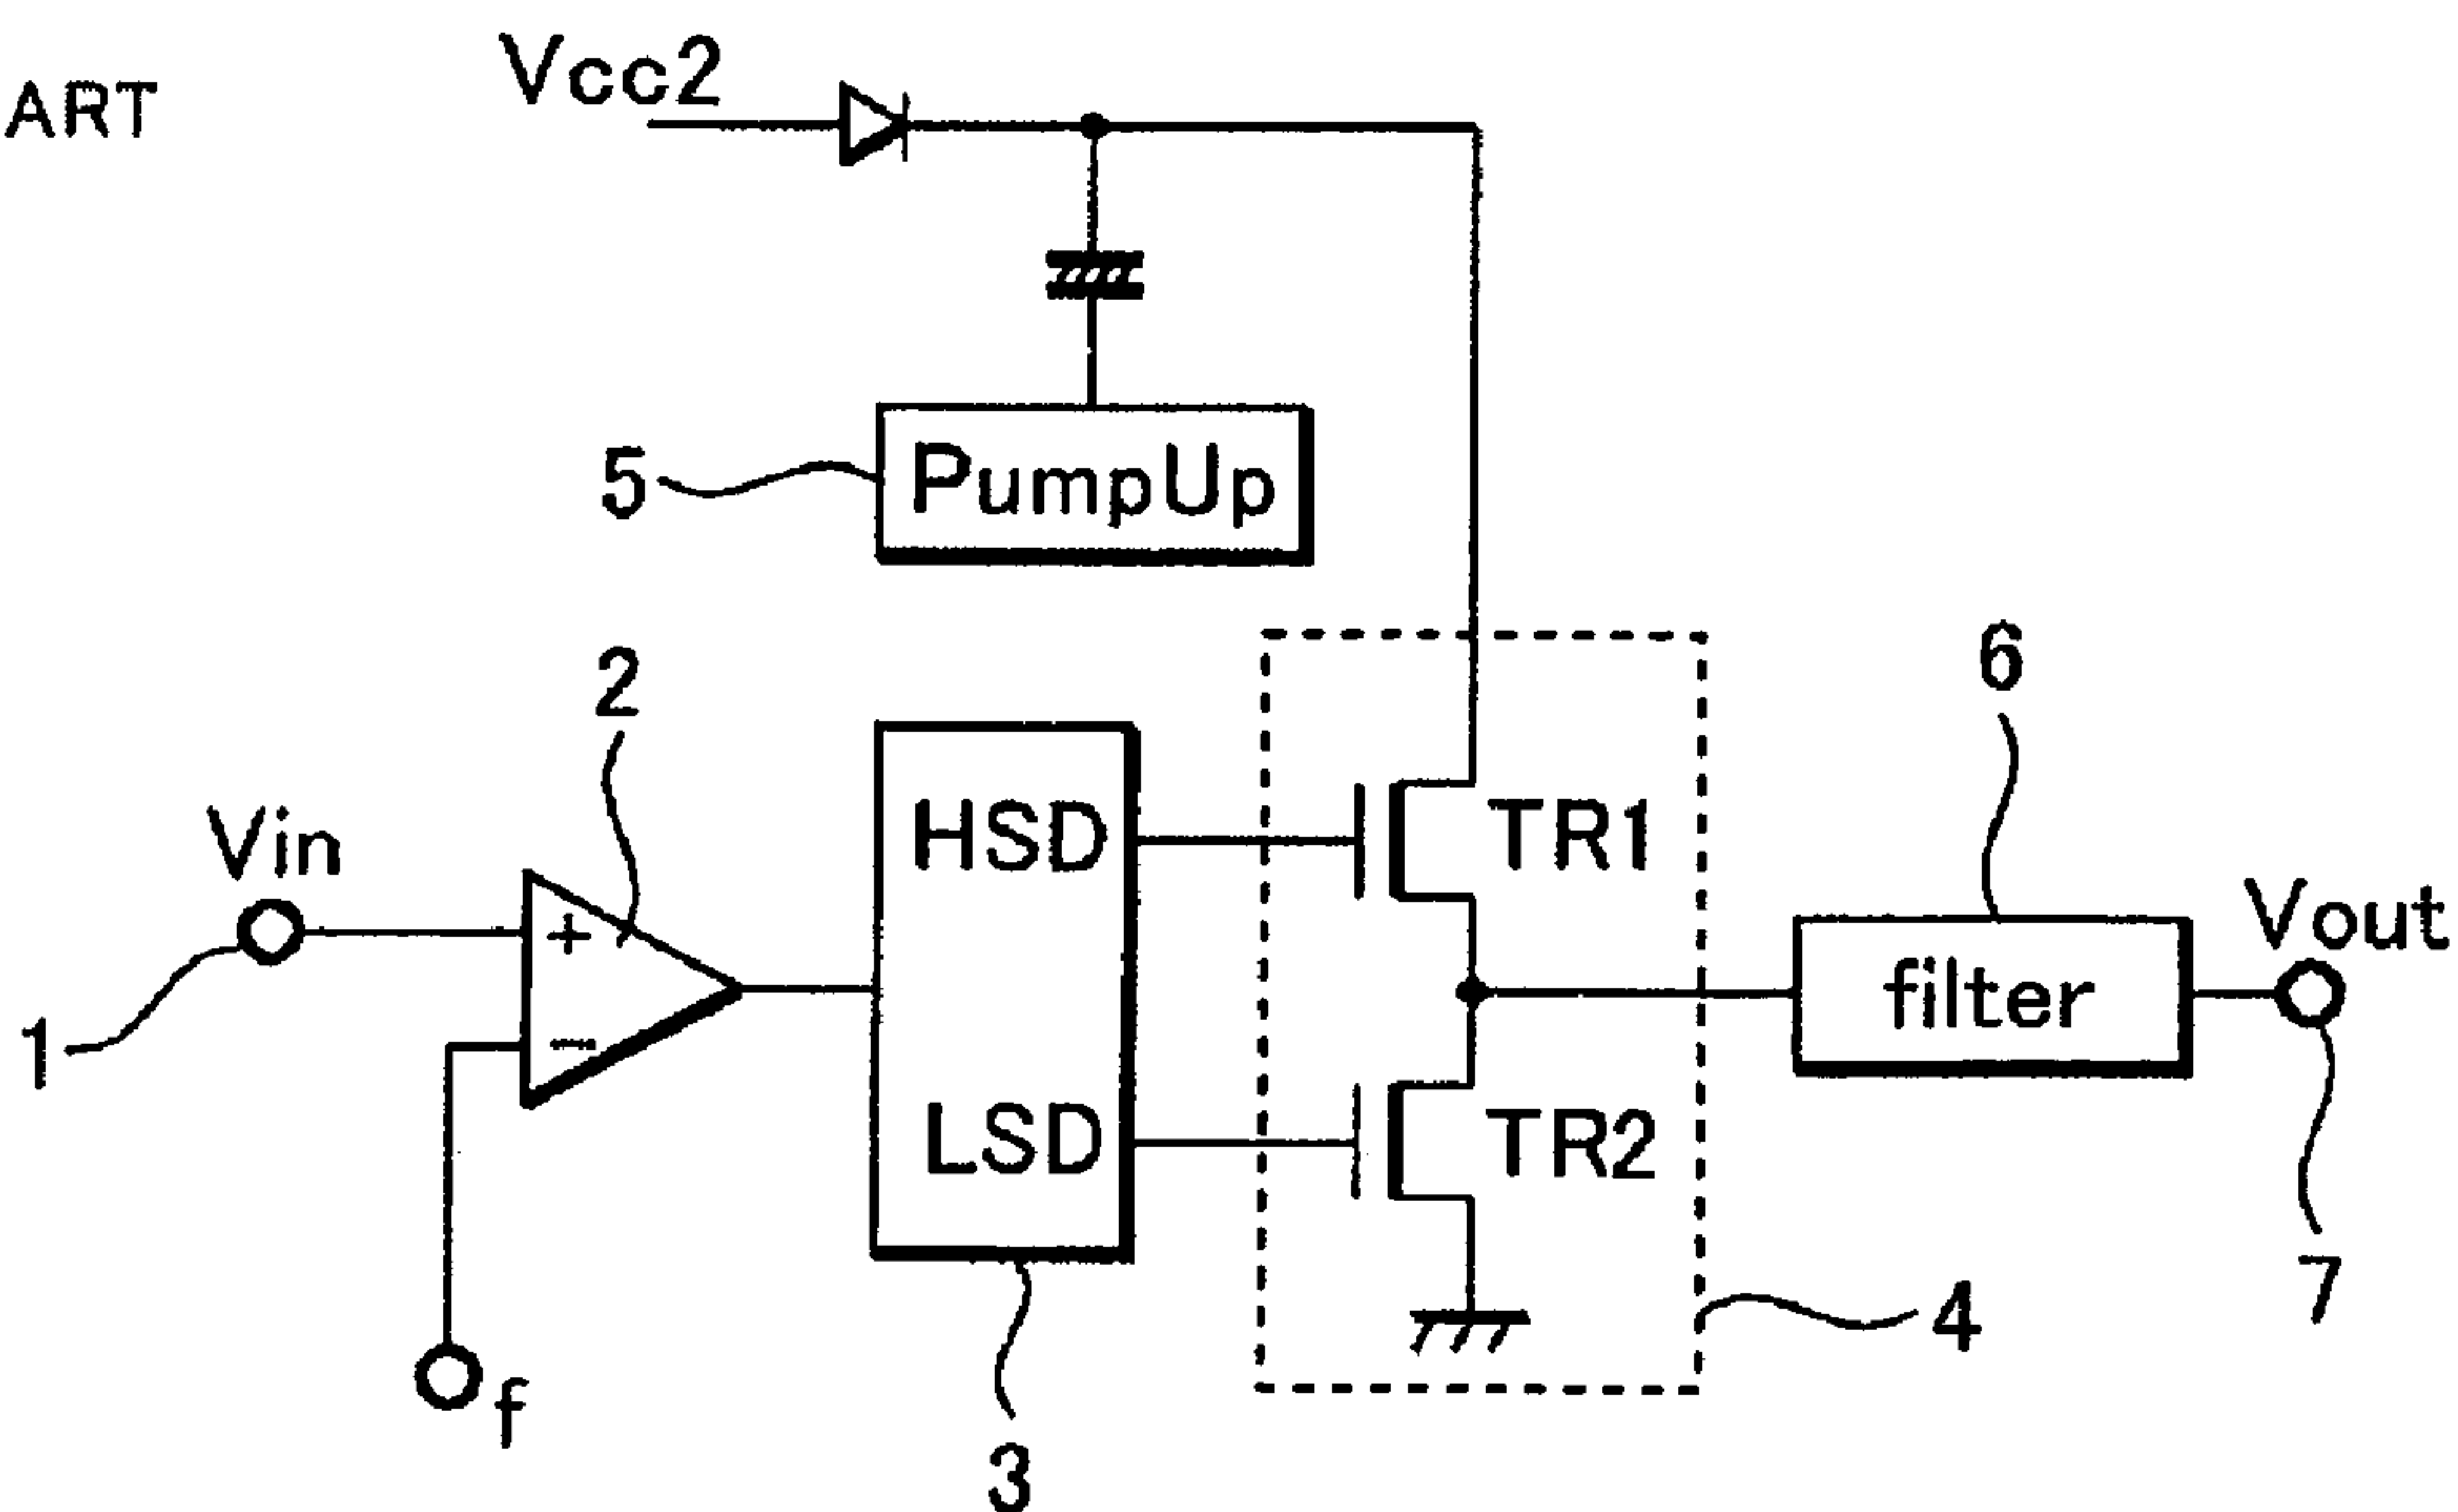 ART
Vcc2
5
PumpUp
2
6
Vin
HSD
TR1
Vout
+
filter
1
−
LSD
TR2
7
4
f
3